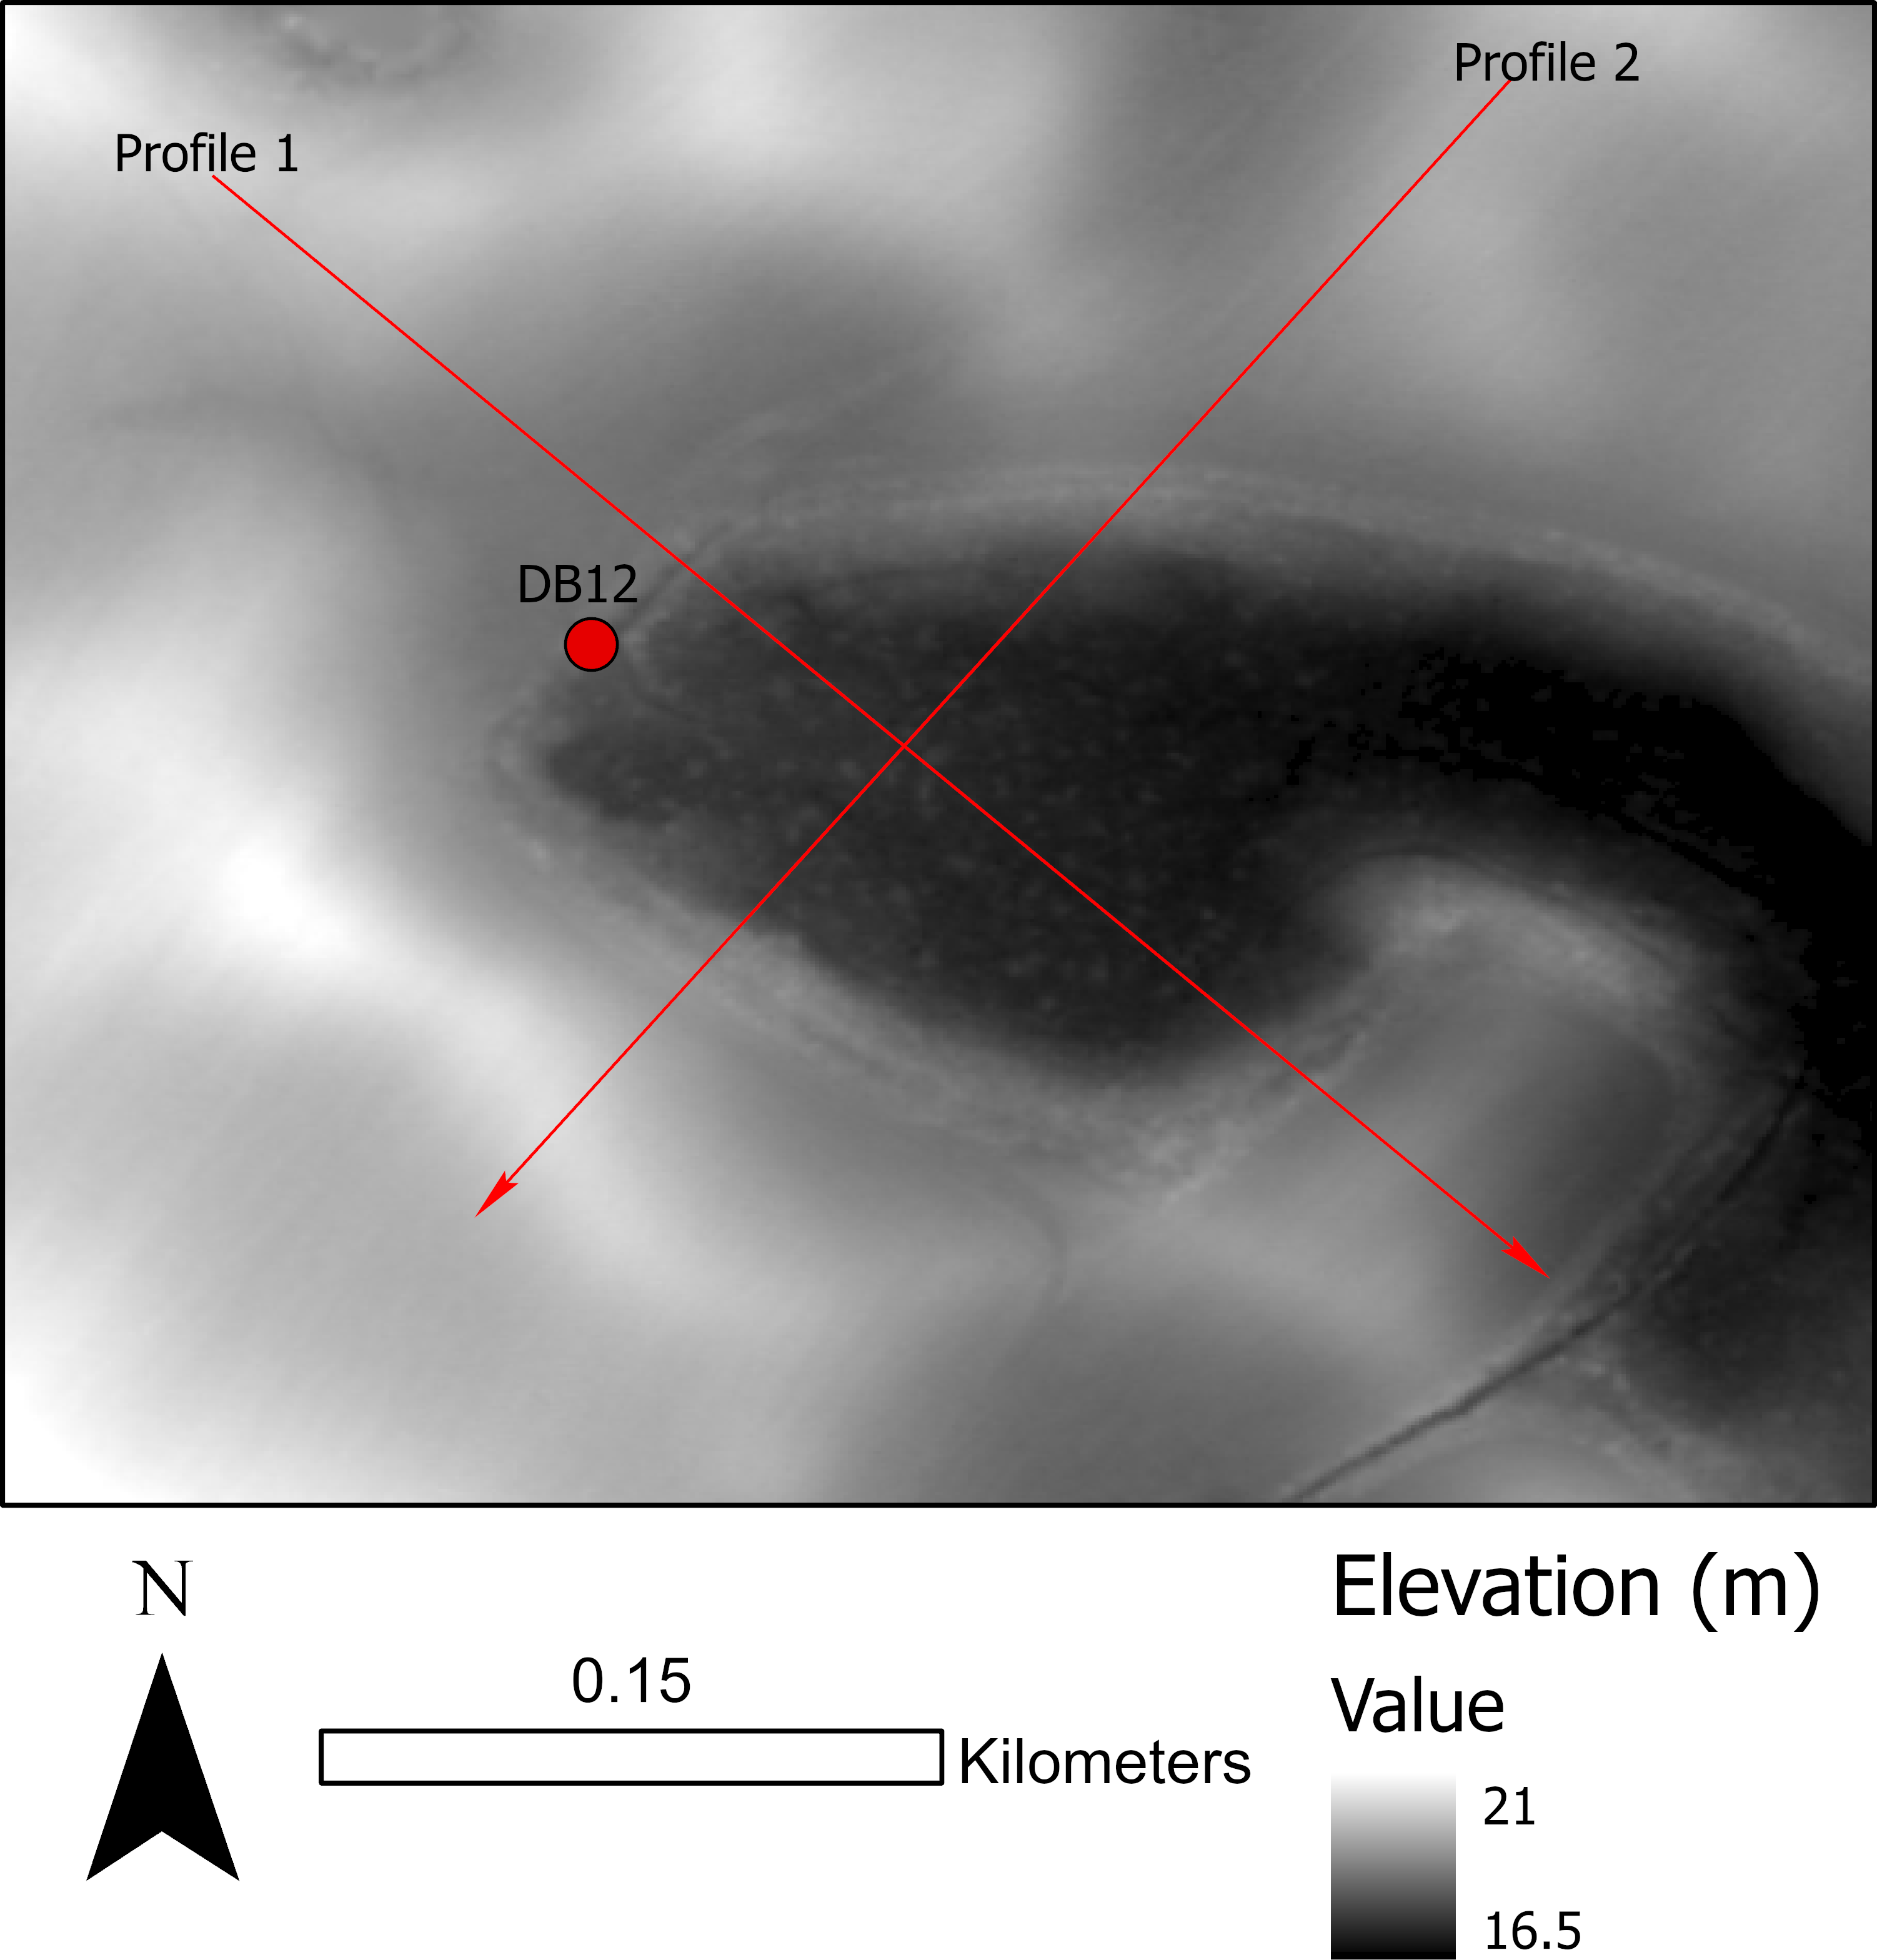 Profile 2
Profile 1
DB12
N
0.15
Kilometers
Elevation (m)
Value
21
16.5